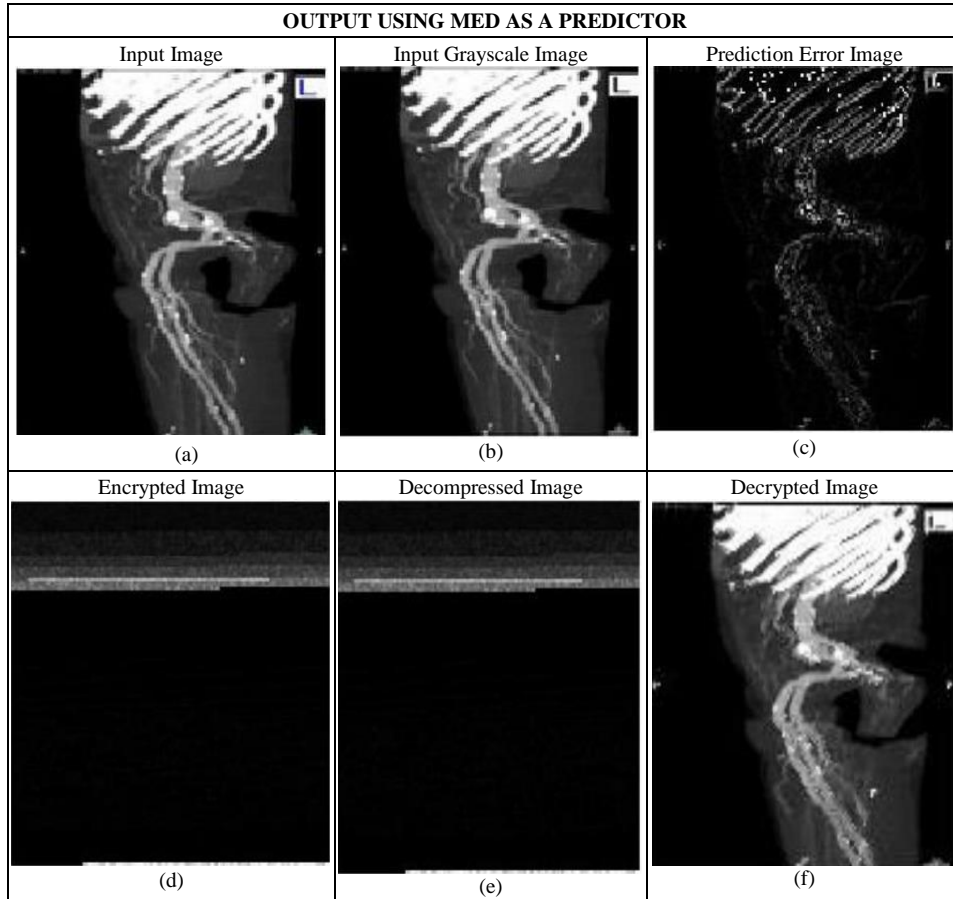 OUTPUT USING MED AS A PREDICTOR
Input Image
Input Grayscale Image
Prediction Error Image
L
L
L
(a)
(b)
(c)
Encrypted Image
Decompressed Image
Decrypted Image
L
(d)
(e)
(f)